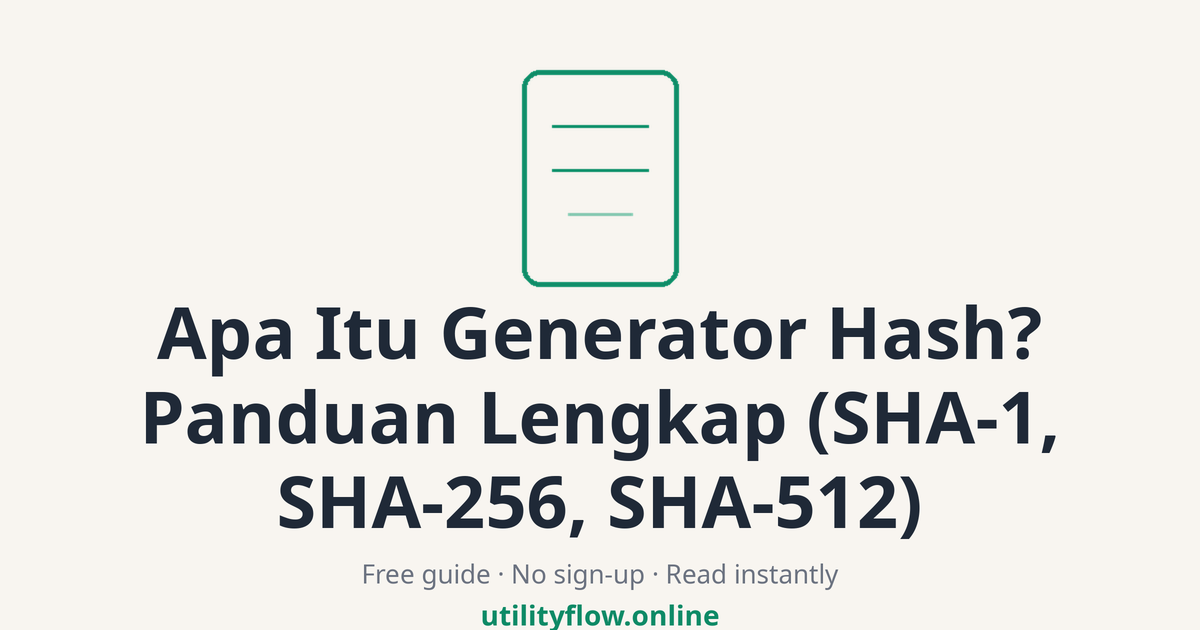 Apa Itu Generator Hash?
Panduan Lengkap (SHA-1,
SHA-256, SHA-512)
Free guide · No sign-up · Read instantly
utilityflow.online